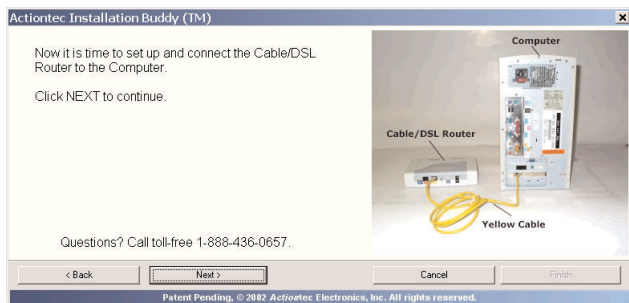 Actiontec Installation Buddy (TM)
Now it is time to set up and connect the Cable/DSL
Router to the Computer.
Click NEXT to continue.
Computer
Cable/DSL Router
Yellow Cable
Questions? Call toll-free 1-888-436-0657.
< Back
Next >
Cancel
Finish
Patent Pending, © 2002 Actiontec Electronics, Inc. All rights reserved.